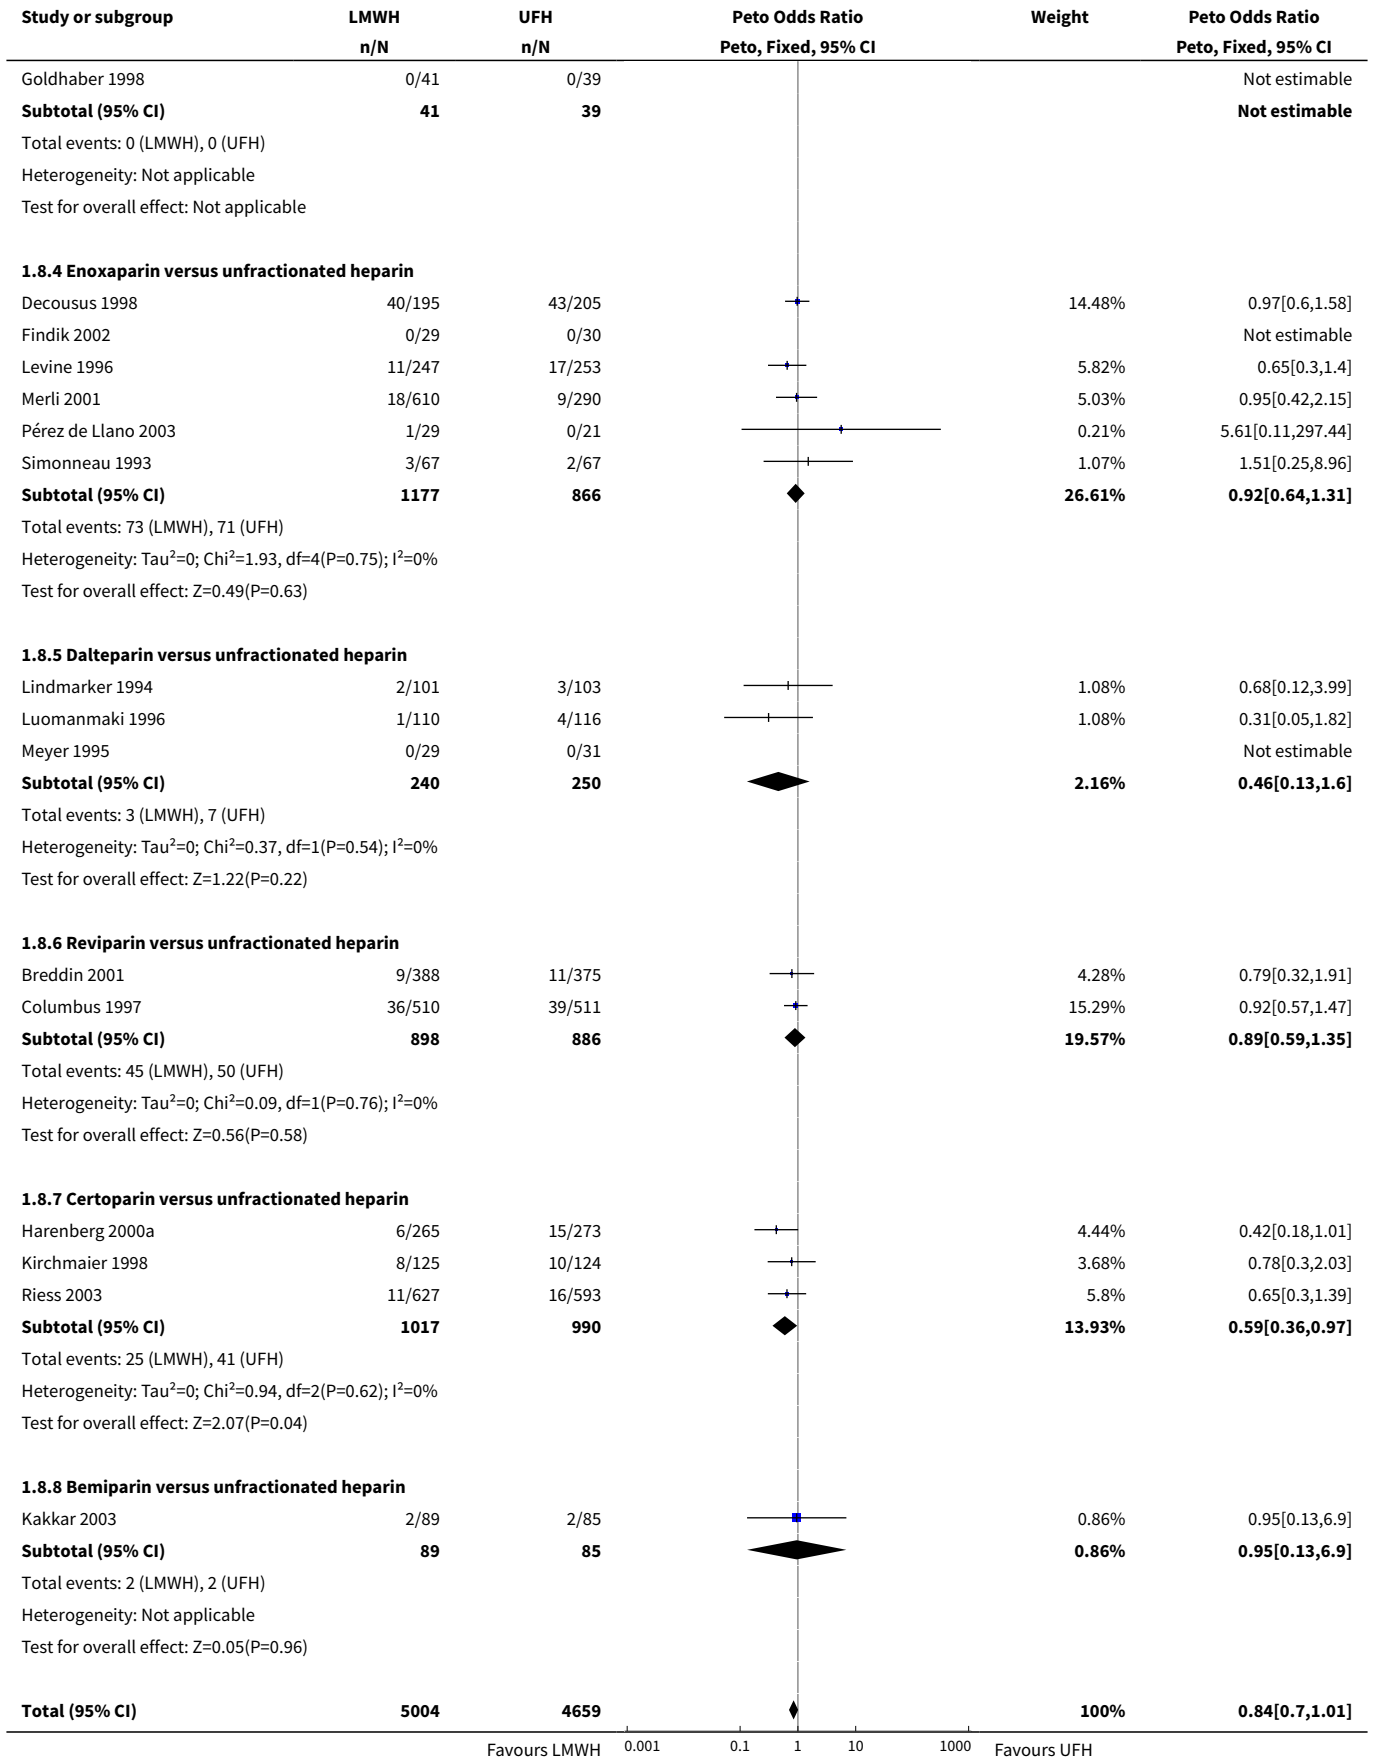 Study or subgroup LMWH UFH Peto Odds Ratio Weight Peto Odds Ratio
n/N n/N Peto, Fixed, 95% CI Peto, Fixed, 95% CI
Goldhaber 1998 0/41 0/39 Not estimable
Subtotal (95% CI) 41 39 Not estimable
Total events: 0 (LMWH), 0 (UFH)
Heterogeneity: Not applicable
Test for overall effect: Not applicable
1.8.4 Enoxaparin versus unfractionated heparin
Decousus 1998 40/195 43/205 14.48% 0.97[0.6,1.58]
Findik 2002 0/29 0/30 Not estimable
Levine 1996 11/247 17/253 5.82% 0.65[0.3,1.4]
Merli 2001 18/610 9/290 5.03% 0.95[0.42,2.15]
Pérez de Llano 2003 1/29 0/21 0.21% 5.61[0.11,297.44]
Simonneau 1993 3/67 2/67 1.07% 1.51[0.25,8.96]
Subtotal (95% CI) 1177 866 26.61% 0.92[0.64,1.31]
Total events: 73 (LMWH), 71 (UFH)
Heterogeneity: Tau²=0; Chi²=1.93, df=4(P=0.75); I²=0%
Test for overall effect: Z=0.49(P=0.63)
1.8.5 Dalteparin versus unfractionated heparin
Lindmarker 1994 2/101 3/103 1.08% 0.68[0.12,3.99]
Luomanmaki 1996 1/110 4/116 1.08% 0.31[0.05,1.82]
Meyer 1995 0/29 0/31 Not estimable
Subtotal (95% CI) 240 250 2.16% 0.46[0.13,1.6]
Total events: 3 (LMWH), 7 (UFH)
Heterogeneity: Tau²=0; Chi²=0.37, df=1(P=0.54); I²=0%
Test for overall effect: Z=1.22(P=0.22)
1.8.6 Reviparin versus unfractionated heparin
Breddin 2001 9/388 11/375 4.28% 0.79[0.32,1.91]
Columbus 1997 36/510 39/511 15.29% 0.92[0.57,1.47]
Subtotal (95% CI) 898 886 19.57% 0.89[0.59,1.35]
Total events: 45 (LMWH), 50 (UFH)
Heterogeneity: Tau²=0; Chi²=0.09, df=1(P=0.76); I²=0%
Test for overall effect: Z=0.56(P=0.58)
1.8.7 Certoparin versus unfractionated heparin
Harenberg 2000a 6/265 15/273 4.44% 0.42[0.18,1.01]
Kirchmaier 1998 8/125 10/124 3.68% 0.78[0.3,2.03]
Riess 2003 11/627 16/593 5.8% 0.65[0.3,1.39]
Subtotal (95% CI) 1017 990 13.93% 0.59[0.36,0.97]
Total events: 25 (LMWH), 41 (UFH)
Heterogeneity: Tau²=0; Chi²=0.94, df=2(P=0.62); I²=0%
Test for overall effect: Z=2.07(P=0.04)
1.8.8 Bemiparin versus unfractionated heparin
Kakkar 2003 2/89 2/85 0.86% 0.95[0.13,6.9]
Subtotal (95% CI) 89 85 0.86% 0.95[0.13,6.9]
Total events: 2 (LMWH), 2 (UFH)
Heterogeneity: Not applicable
Test for overall effect: Z=0.05(P=0.96)
Total (95% CI) 5004 4659 100% 0.84[0.7,1.01]
Favours LMWH 0.001 0.1 1 10 1000 Favours UFH